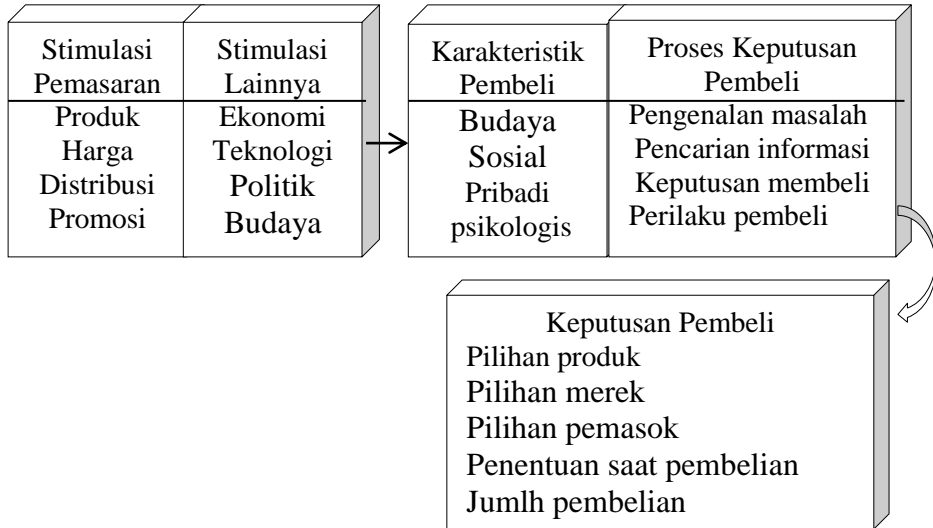 Stimulasi
Pemasaran
Produk
Harga
Distribusi
Promosi
Stimulasi
Lainnya
Ekonomi
Teknologi
Politik
Budaya
Karakteristik
Pembeli
Budaya
Sosial
Pribadi
psikologis
Proses Keputusan
Pembeli
Pengenalan masalah
Pencarian informasi
Keputusan membeli
Perilaku pembeli
Keputusan Pembeli
Pilihan produk
Pilihan merek
Pilihan pemasok
Penentuan saat pembelian
Jumlh pembelian